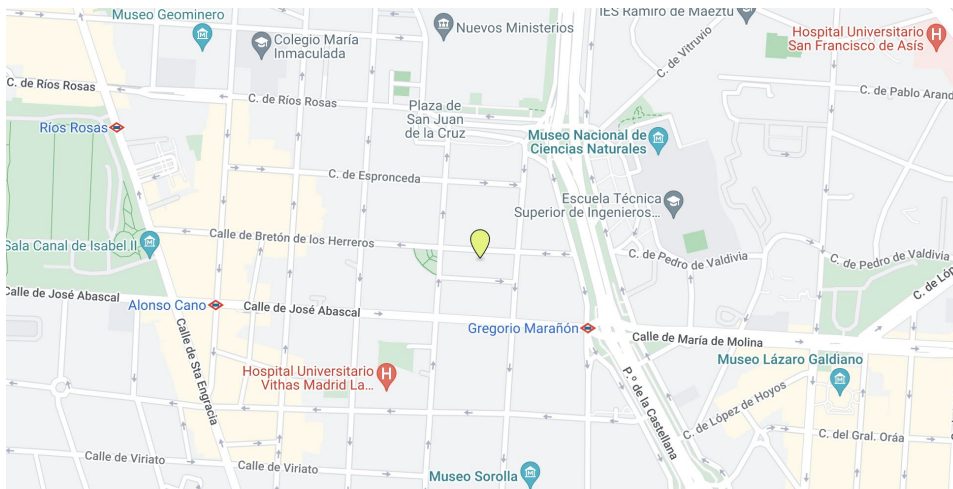 Museo Geominero
Colegio María
Inmaculada
Nuevos Ministerios
IES Ramiro de Maeztu
Hospital Universitario
San Francisco de Asís
C. de Vitruvio
C. de Ríos Rosas
C. de Ríos Rosas
C. de Pablo Arand
Plaza de
San Juan
de la Cruz
Ríos Rosas
Museo Nacional de
Ciencias Naturales
C. de Espronceda
Escuela Técnica
Superior de Ingenieros...
Sala Canal de Isabel II
Calle de Bretón de los Herreros
C. de Pedro de Valdivia
C. de Pedro de Valdivia
C. de Lóp
Calle de José Abascal
Alonso Cano
Calle de José Abascal
Gregorio Marañón
Calle de María de Molina
Calle de Sta Engracia
Museo Lázaro Galdiano
Hospital Universitario
Vithas Madrid La...
P.º de la Castellana
C. de López de Hoyos
C. del Gral. Oráa
Calle de Viriato
Calle de Viriato
Museo Sorolla